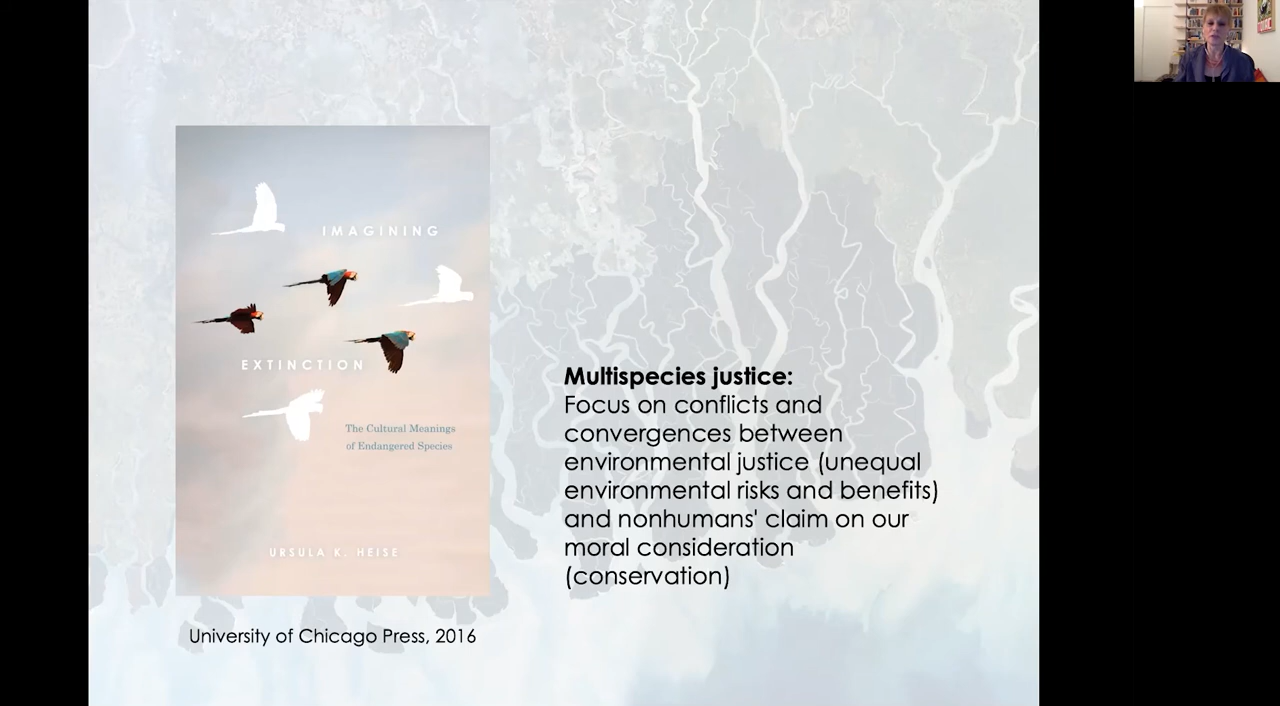 IMAGINING
EXTINCTION
The Cultural Meanings
of Endangered Species
URSULA K. HEISE
University of Chicago Press, 2016
Multispecies justice:
Focus on conflicts and
convergences between
environmental justice (unequal
environmental risks and benefits)
and nonhumans' claim on our
moral consideration
(conservation)